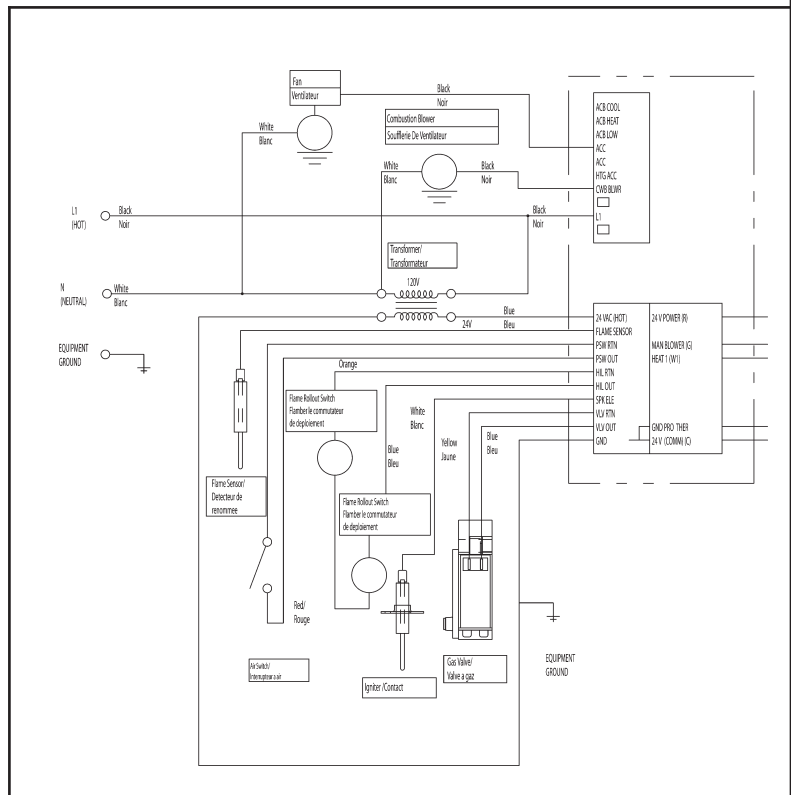 Fan
Ventilateur
Black
Noir
White
Blanc
Combustion Blower
Soufflerie De Ventilateur
White
Blanc
Black
Noir
ACB COOL
ACB HEAT
ACB LOW
ACC
ACC
HTG ACC
CWB BLWR
L1
L1
(HOT)
Black
Noir
Black
Noir
Transformer/
Transformateur
120V
N
(NEUTRAL)
White
Blanc
24V
Blue
Bleu
EQUIPMENT
GROUND
24 VAC (HOT)
FLAME SENSOR
PSW RTN
PSW OUT
HIL RTN
HIL OUT
SPK ELE
VLV RTN
VLV OUT
GND
24 V POWER (R)
MAN BLOWER (G)
HEAT 1 (W1)
GND PRO THER
24 V (COMM) (C)
Orange
Flame Rollout Switch
Flamber le commutateur
de deploiement
White
Blanc
Yellow
Jaune
Blue
Bleu
Blue
Bleu
Flame Sensor/
Detecteur de
renommee
Flame Rollout Switch
Flamber le commutateur
de deploiement
Red/
Rouge
Air Switch/
Interrupteur a air
Igniter /Contact
Gas Valve/
Valve a gaz
EQUIPMENT
GROUND